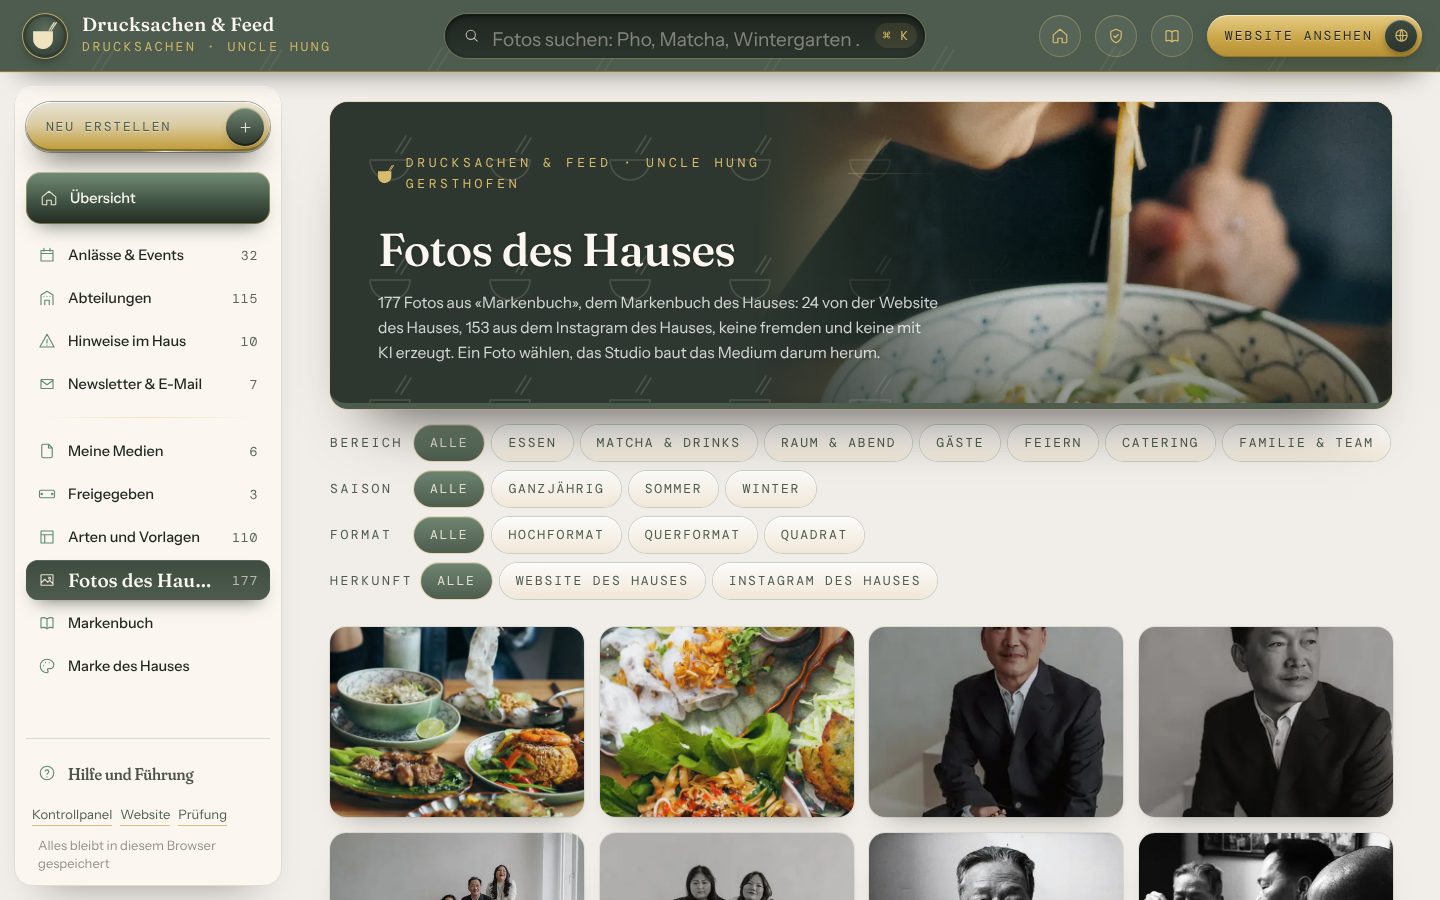 Drucksachen & Feed
DRUCKSACHEN · UNCLE HUNG
Fotos suchen: Pho, Matcha, Wintergarten .
⌘ K
WEBSITE ANSEHEN
NEU ERSTELLEN
Übersicht
Anlässe & Events 32
Abteilungen 115
Hinweise im Haus 10
Newsletter & E-Mail 7
Meine Medien 6
Freigegeben 3
Arten und Vorlagen 110
Fotos des Hau... 177
Markenbuch
Marke des Hauses
Hilfe und Führung
Kontrollpanel Website Prüfung
Alles bleibt in diesem Browser
gespeichert
DRUCKSACHEN & FEED · UNCLE HUNG
GERSTHOFEN
Fotos des Hauses
177 Fotos aus «Markenbuch», dem Markenbuch des Hauses: 24 von der Website
des Hauses, 153 aus dem Instagram des Hauses, keine fremden und keine mit
KI erzeugt. Ein Foto wählen, das Studio baut das Medium darum herum.
BEREICH ALLE ESSEN MATCHA & DRINKS RAUM & ABEND GÄSTE FEIERN CATERING FAMILIE & TEAM
SAISON ALLE GANZJÄHRIG SOMMER WINTER
FORMAT ALLE HOCHFORMAT QUERFORMAT QUADRAT
HERKUNFT ALLE WEBSITE DES HAUSES INSTAGRAM DES HAUSES